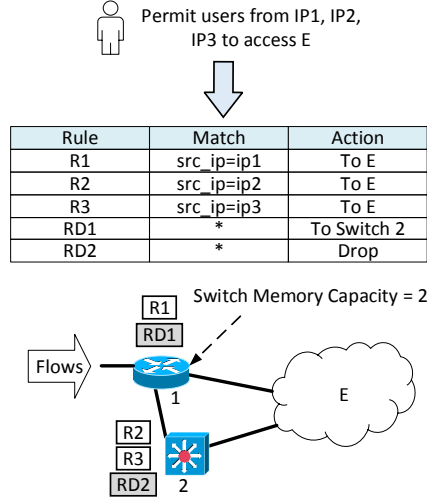 Permit users from IP1, IP2,
IP3 to access E
Rule Match Action
R1 src_ip=ip1 To E
R2 src_ip=ip2 To E
R3 src_ip=ip3 To E
RD1 * To Switch 2
RD2 * Drop
Switch Memory Capacity = 2
R1
RD1
Flows
1
E
R2
R3
RD2
2